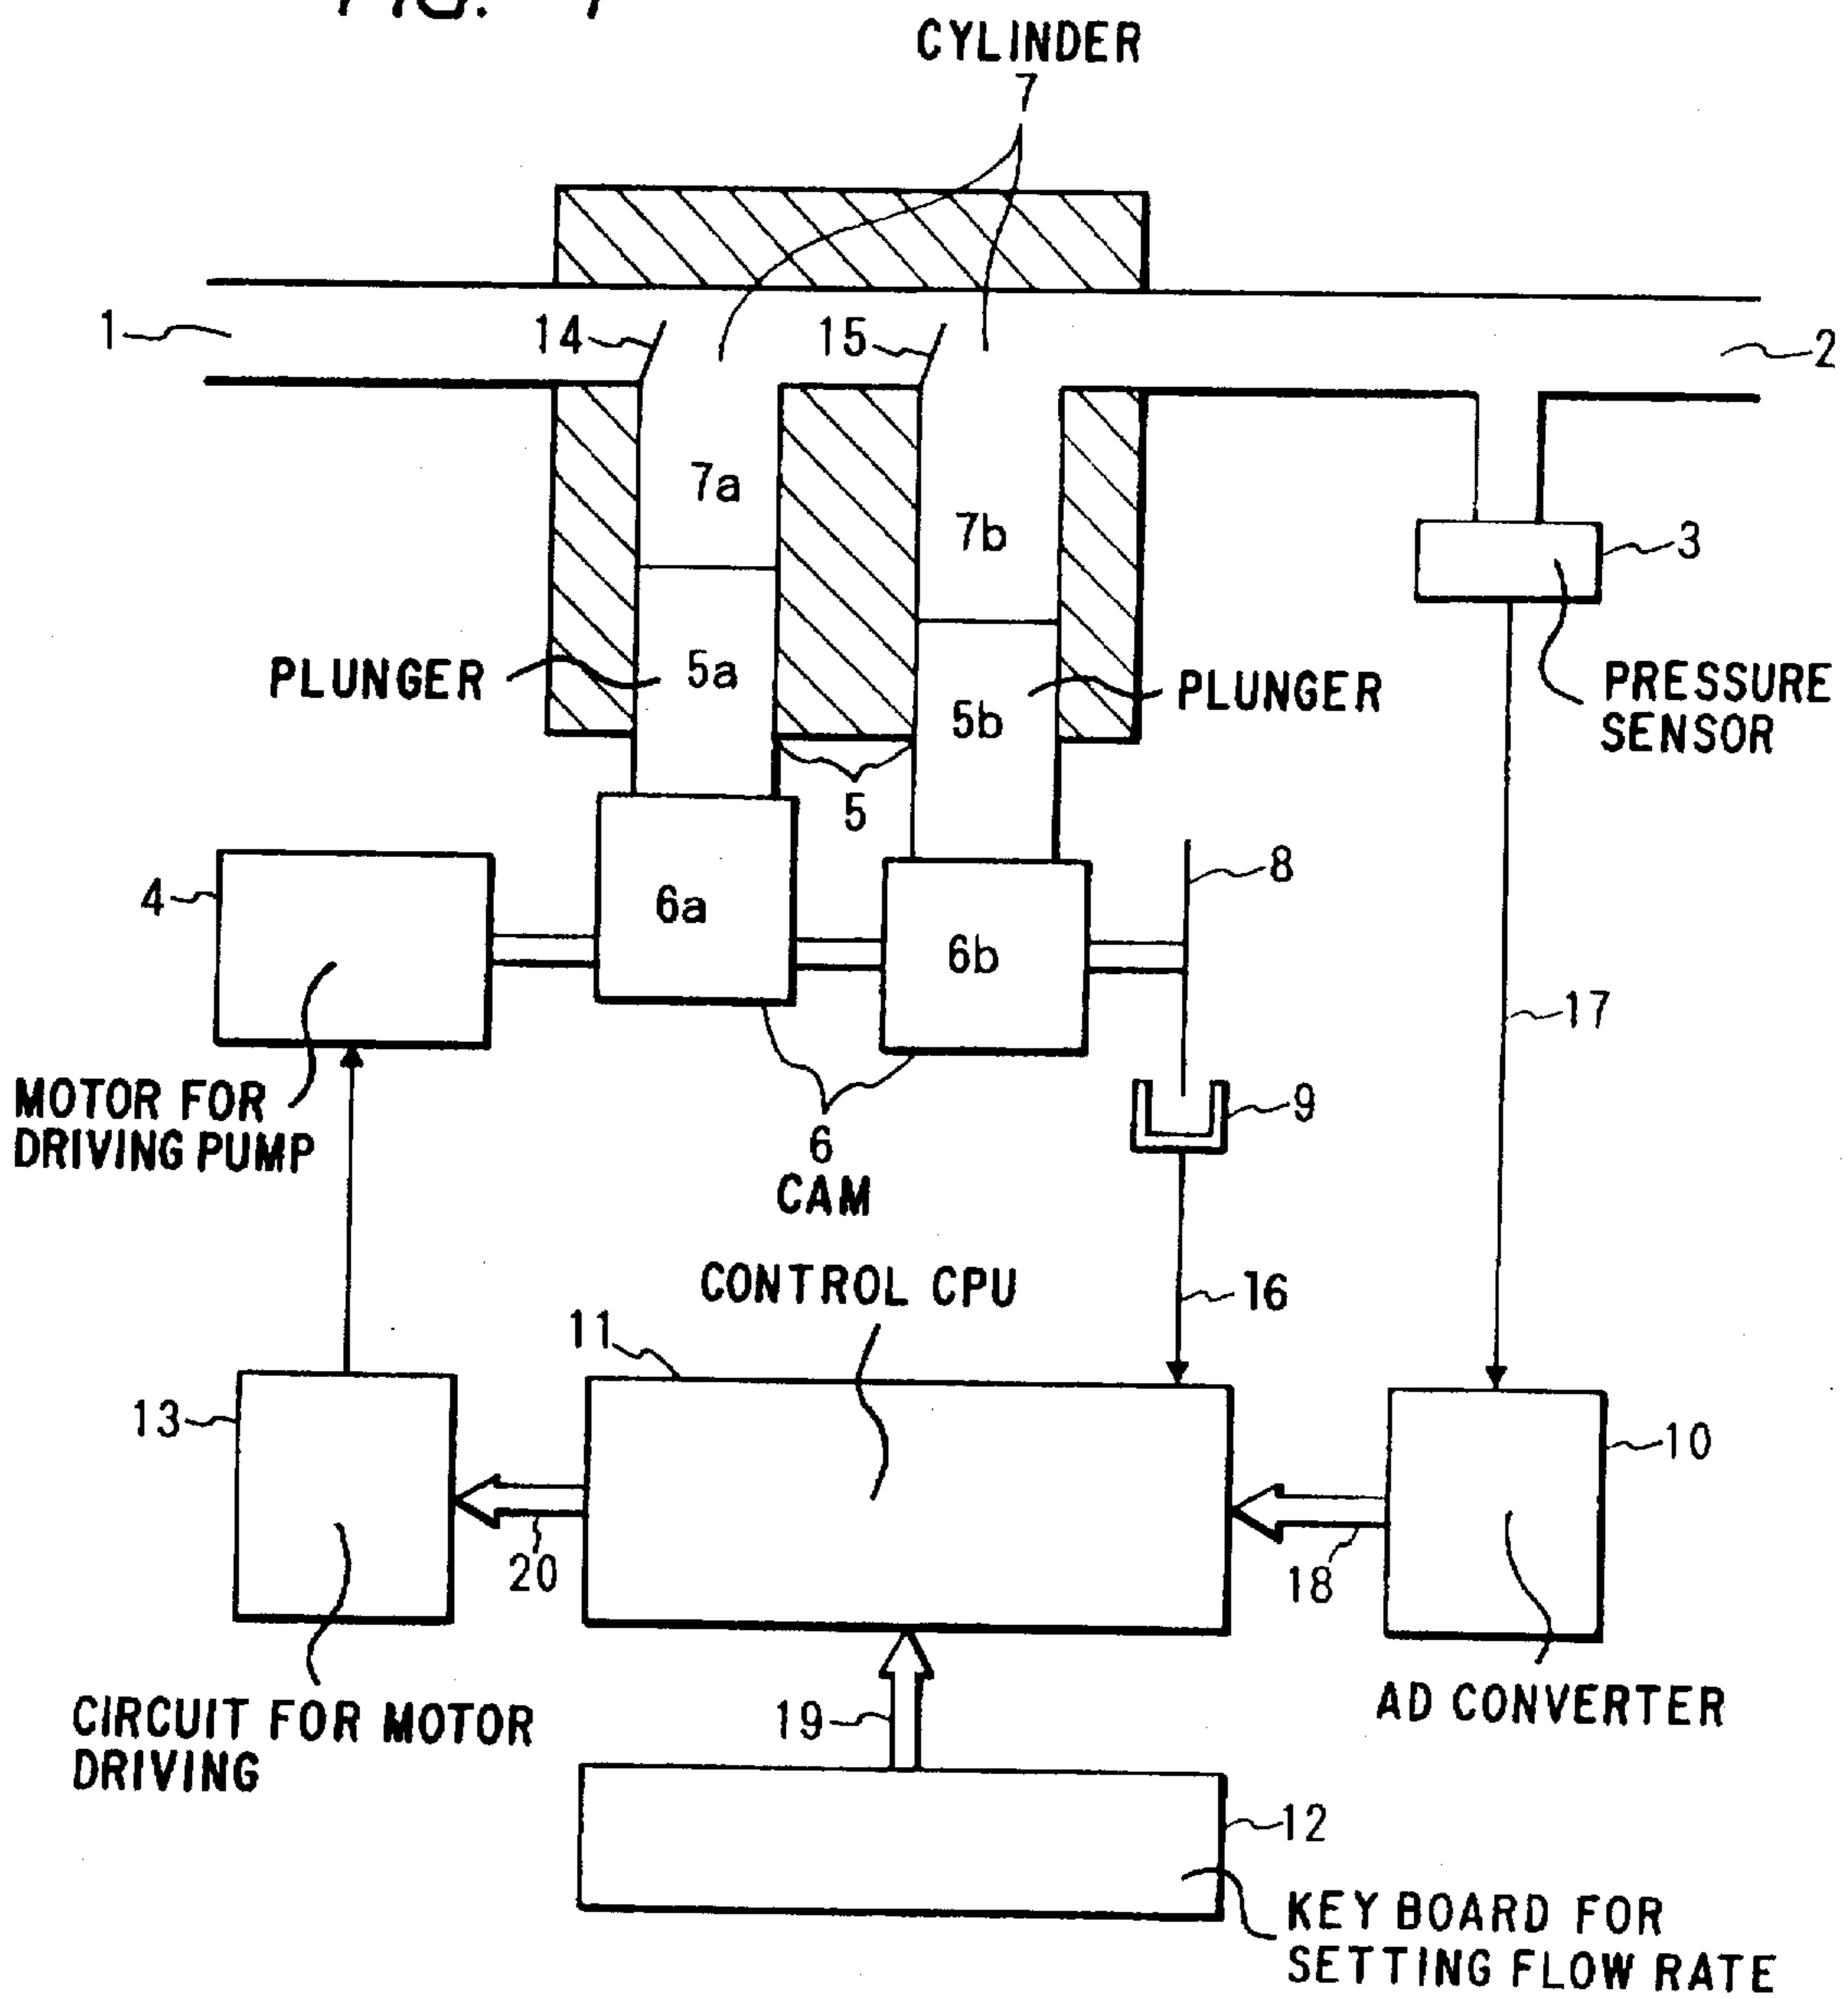 FIG.
CYLINDER
7
1
14
15
2
7a
7b
3
PLUNGER
5a
5b
PLUNGER
PRESSURE
SENSOR
5
4
6a
6b
8
17
MOTOR FOR
DRIVING PUMP
9
6
CAM
CONTROL CPU
16
11
13
10
20
18
CIRCUIT FOR MOTOR
DRIVING
19
AD CONVERTER
12
KEY BOARD FOR
SETTING FLOW RATE